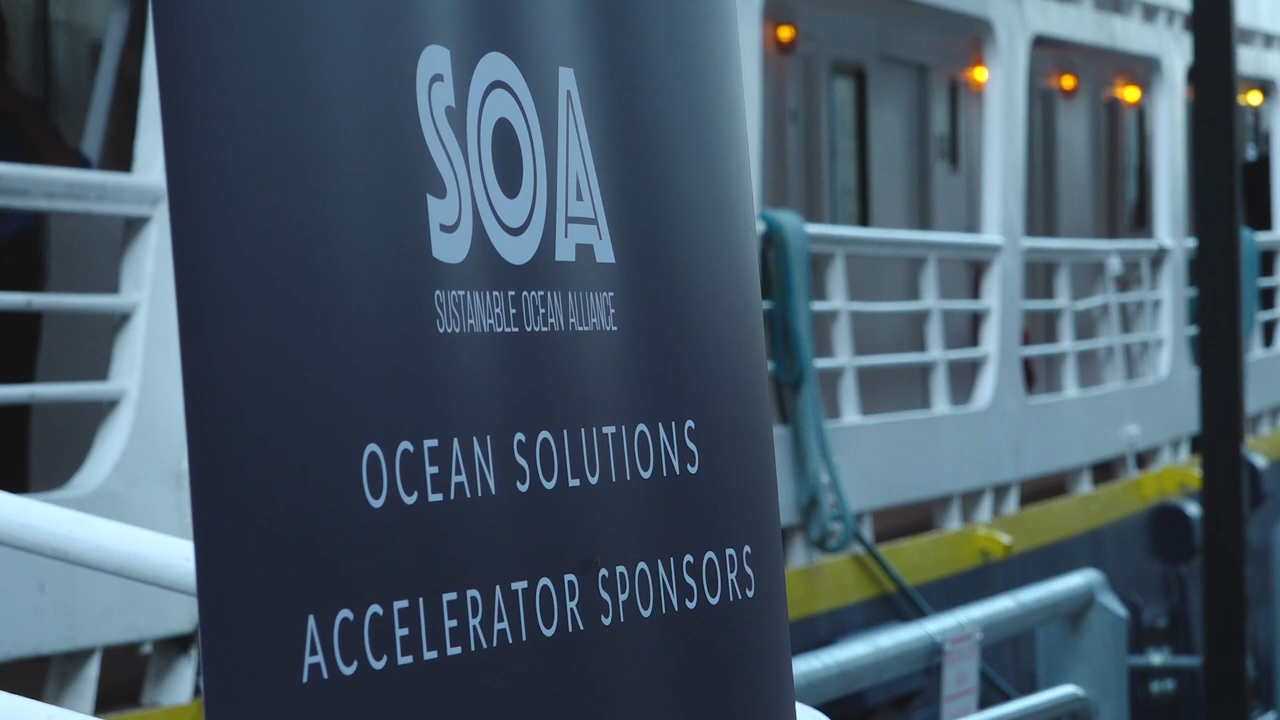 SOA
SUSTAINABLE OCEAN ALLIANCE
OCEAN SOLUTIONS
ACCELERATOR SPONSORS